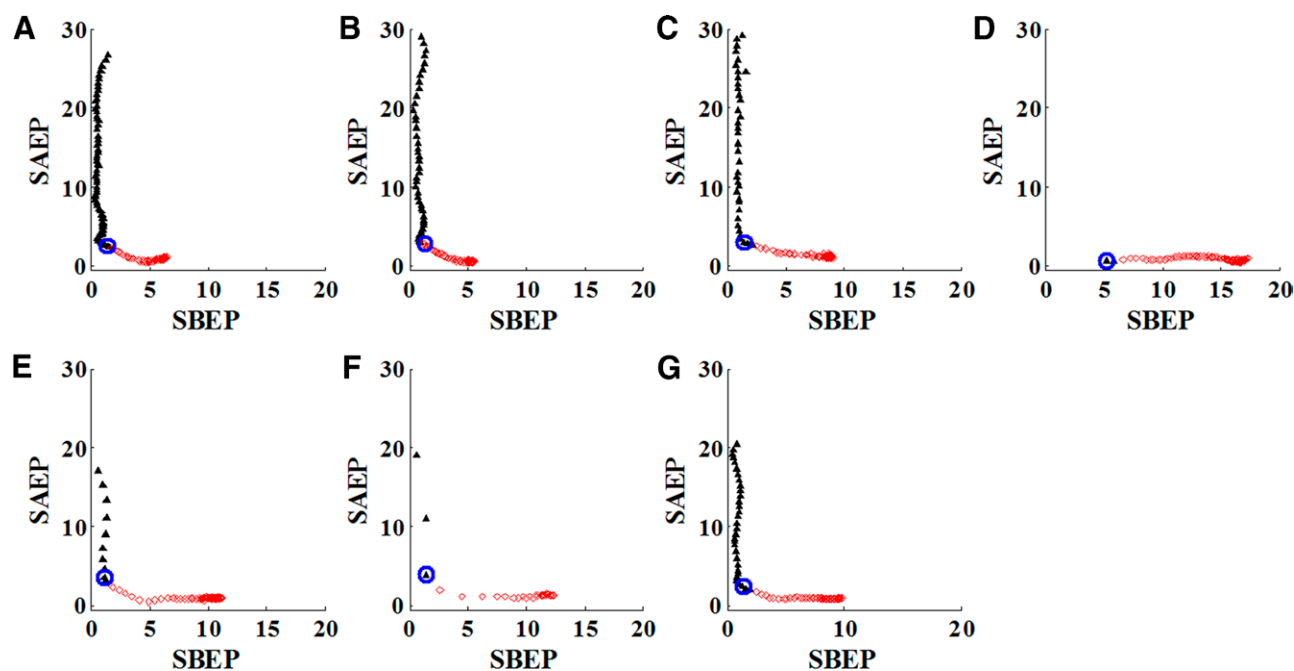 A B C D
30 30 30 30
20 20 20 20
SAEP SAEP SAEP SAEP
10 10 10 10
0 0 0 0
0 5 10 15 20 0 5 10 15 20 0 5 10 15 20 0 5 10 15 20
SBEP SBEP SBEP SBEP
E F G
30 30 30
20 20 20
SAEP SAEP SAEP
10 10 10
0 0 0
0 5 10 15 20 0 5 10 15 20 0 10 20
SBEP SBEP SBEP